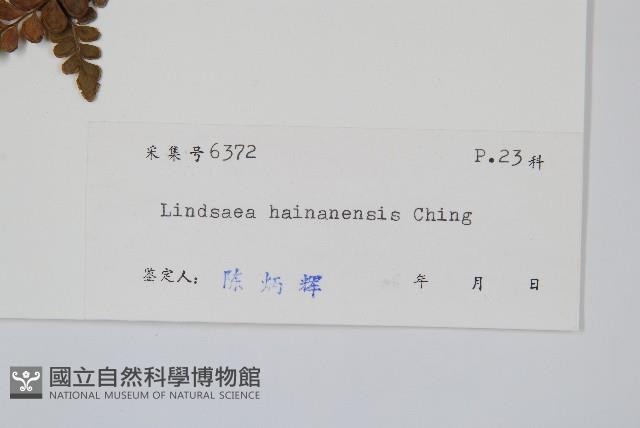 采集号6372 P.23科
Lindsaea hainanensis Ching
鉴定人: 陈炳辉 年 月 日
國立自然科學博物館
NATIONAL MUSEUM OF NATURAL SCIENCE